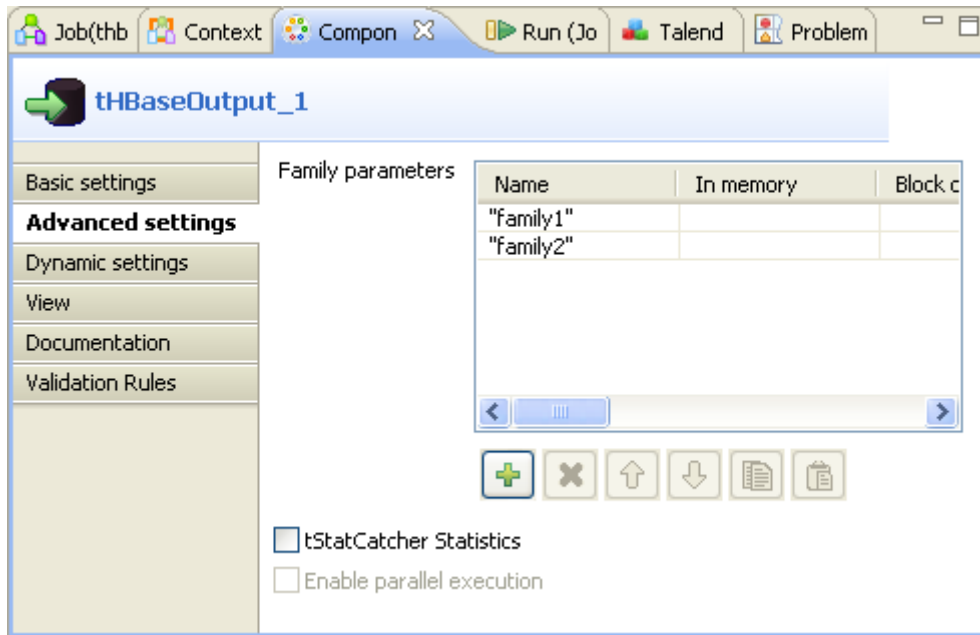 Job(thb Context Compon Run (Jo Talend Problem
tHBaseOutput_1
Basic settings
Advanced settings
Dynamic settings
View
Documentation
Validation Rules
Family parameters
Name In memory Block c
"family1"
"family2"
tStatCatcher Statistics
Enable parallel execution